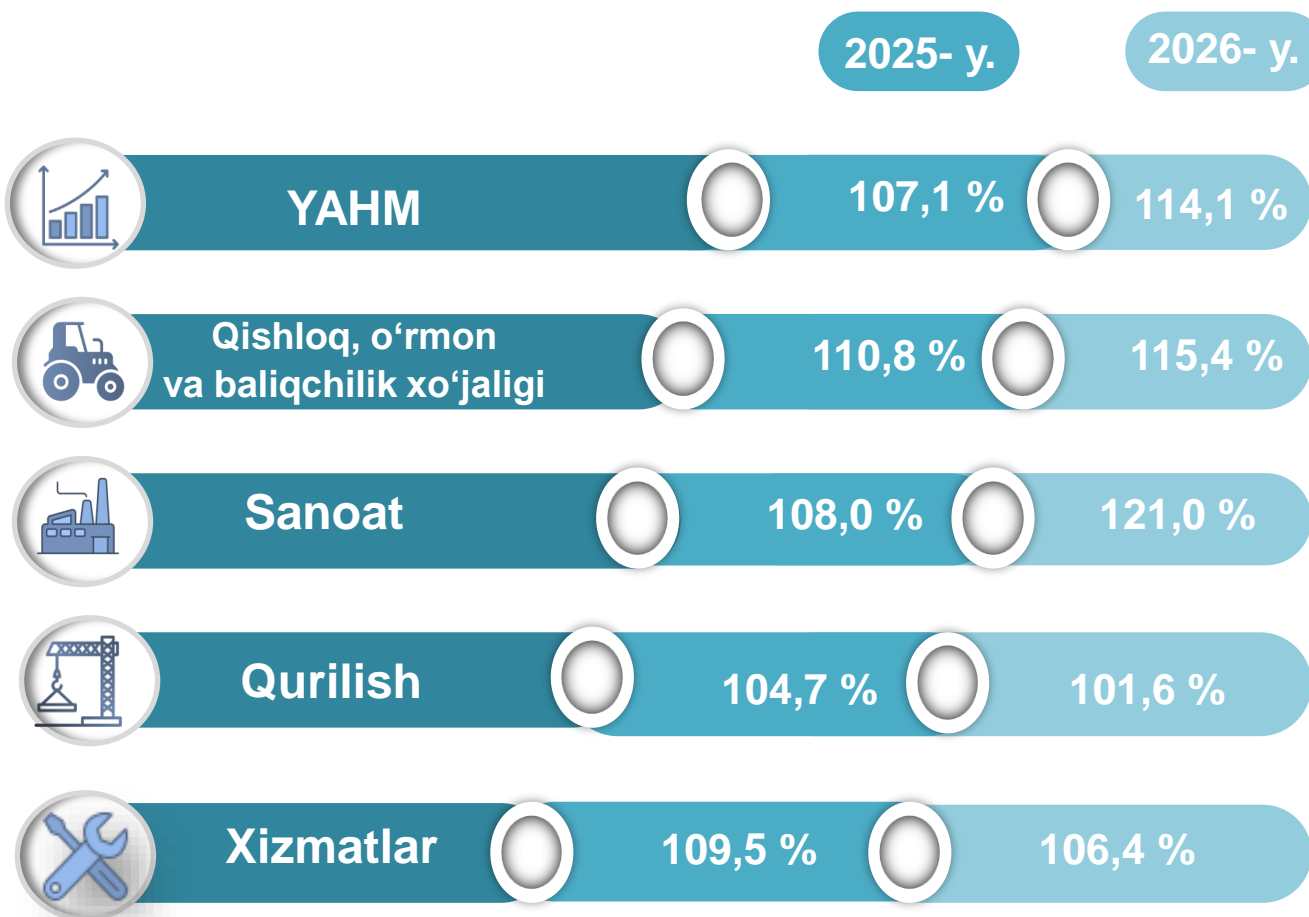 2025- y.
2026- y.
YAHM
107,1 %
114,1 %
Qishloq, o‘rmon
va baliqchilik xo‘jaligi
110,8 %
115,4 %
Sanoat
108,0 %
121,0 %
Qurilish
104,7 %
101,6 %
Xizmatlar
109,5 %
106,4 %